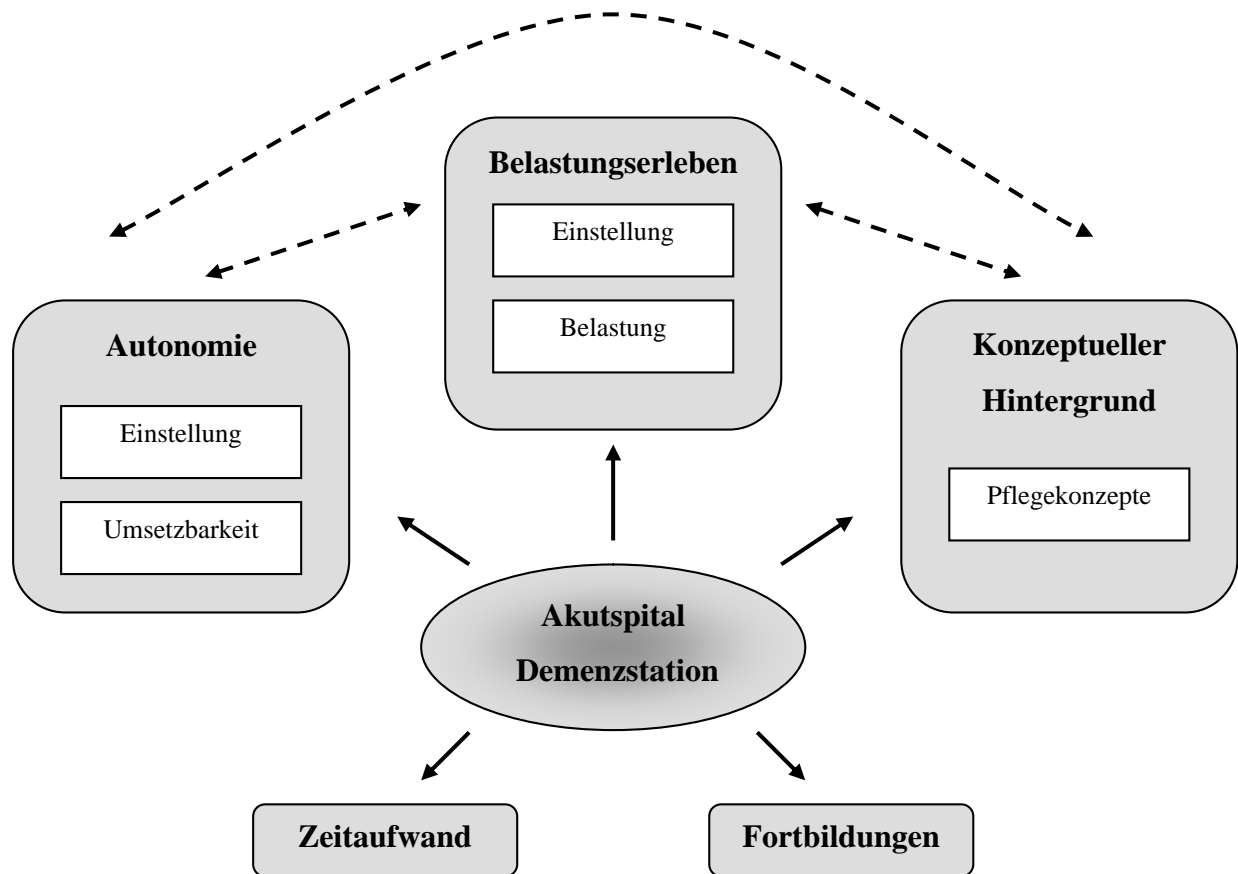 Belastungserleben
Einstellung
Belastung
Autonomie
Einstellung
Umsetzbarkeit
Konzeptueller
Hintergrund
Pflegekonzepte
Akutspital
Demenzstation
Zeitaufwand
Fortbildungen